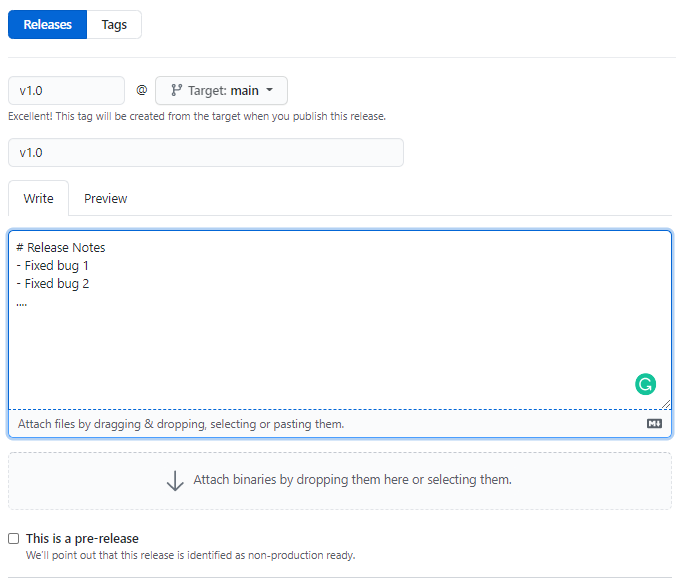 Releases Tags
v1.0 @ Target: main
Excellent! This tag will be created from the target when you publish this release.
v1.0
Write Preview
# Release Notes
- Fixed bug 1
- Fixed bug 2
....
Attach files by dragging & dropping, selecting or pasting them.
Attach binaries by dropping them here or selecting them.
This is a pre-release
We'll point out that this release is identified as non-production ready.